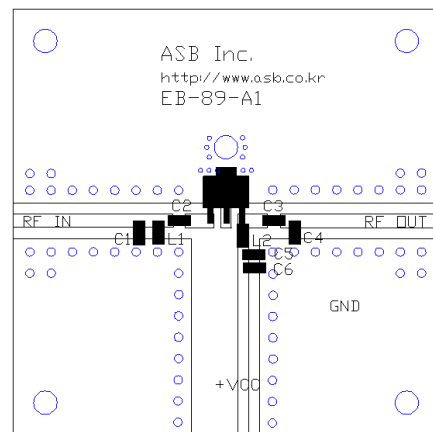 ASB Inc.
http://www.asb.co.kr
EB-89-A1
C2 C3
RF IN RF OUT
C1 L1 L2 C4
C5
C6
GND
+VCC